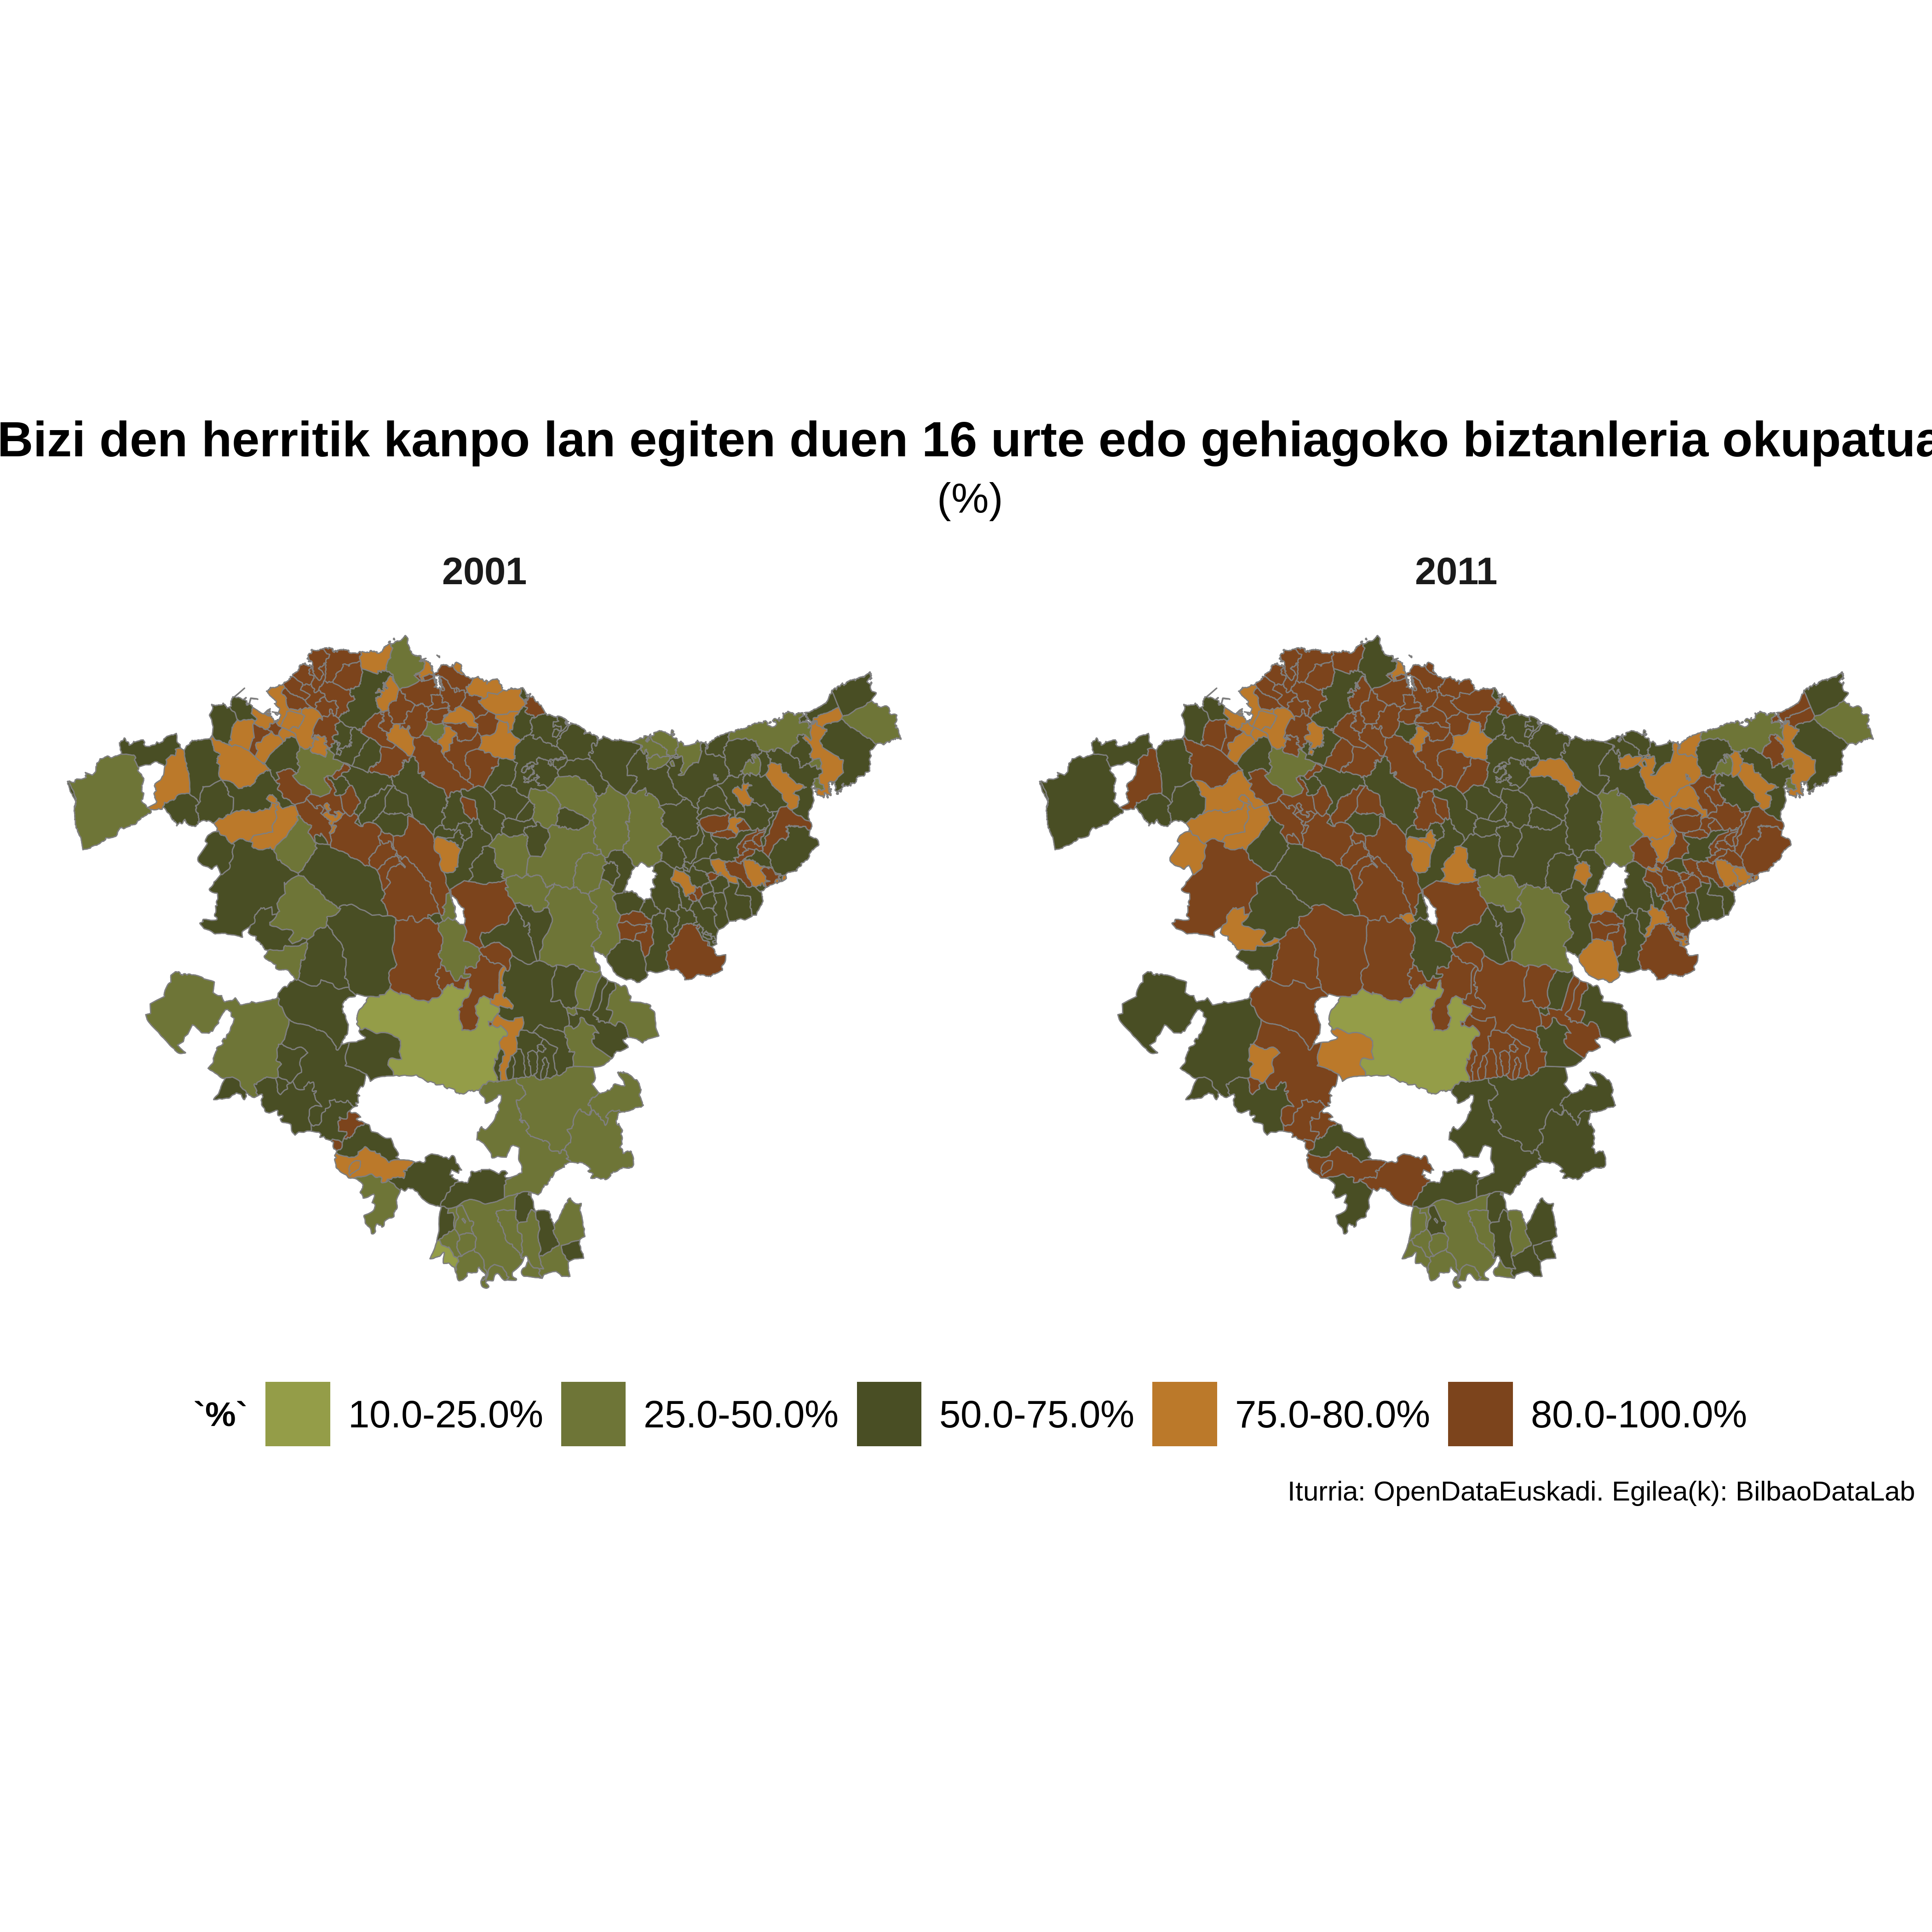 Bizi den herritik kanpo lan egiten duen 16 urte edo gehiagoko biztanleria okupatua
(%)
2001
2011
`%` 10.0-25.0% 25.0-50.0% 50.0-75.0% 75.0-80.0% 80.0-100.0%
Iturria: OpenDataEuskadi. Egilea(k): BilbaoDataLab